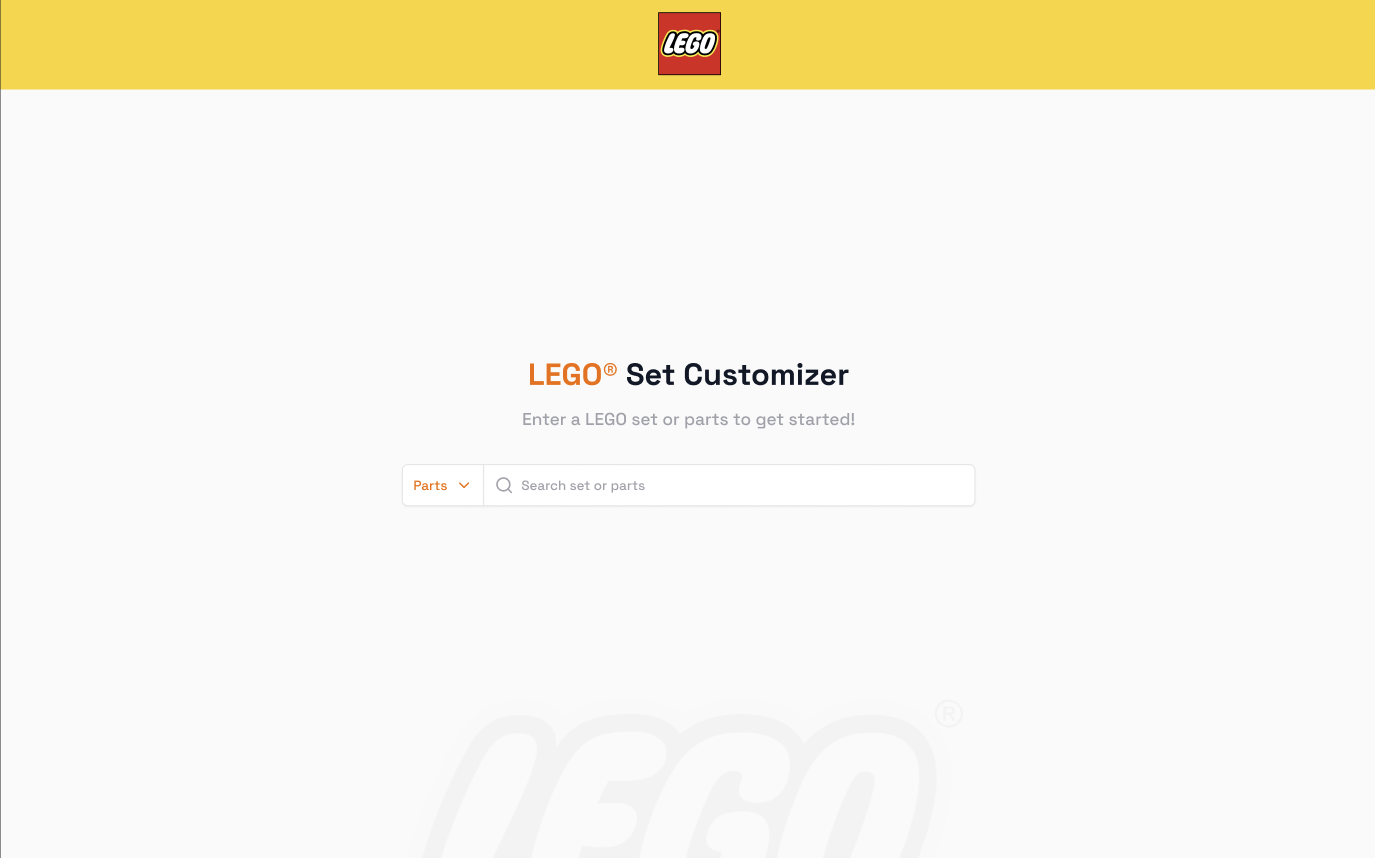 LEGO
LEGO® Set Customizer
Enter a LEGO set or parts to get started!
Parts
Search set or parts
LEGO®